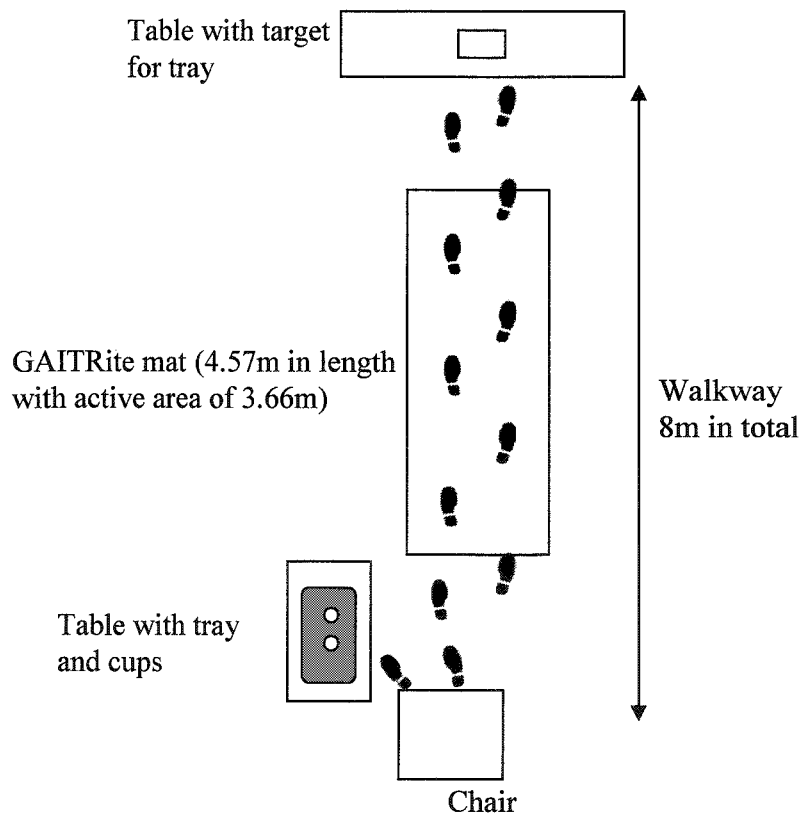 Table with target
for tray
GAITRite mat (4.57m in length
with active area of 3.66m)
Walkway
8m in total
Table with tray
and cups
Chair